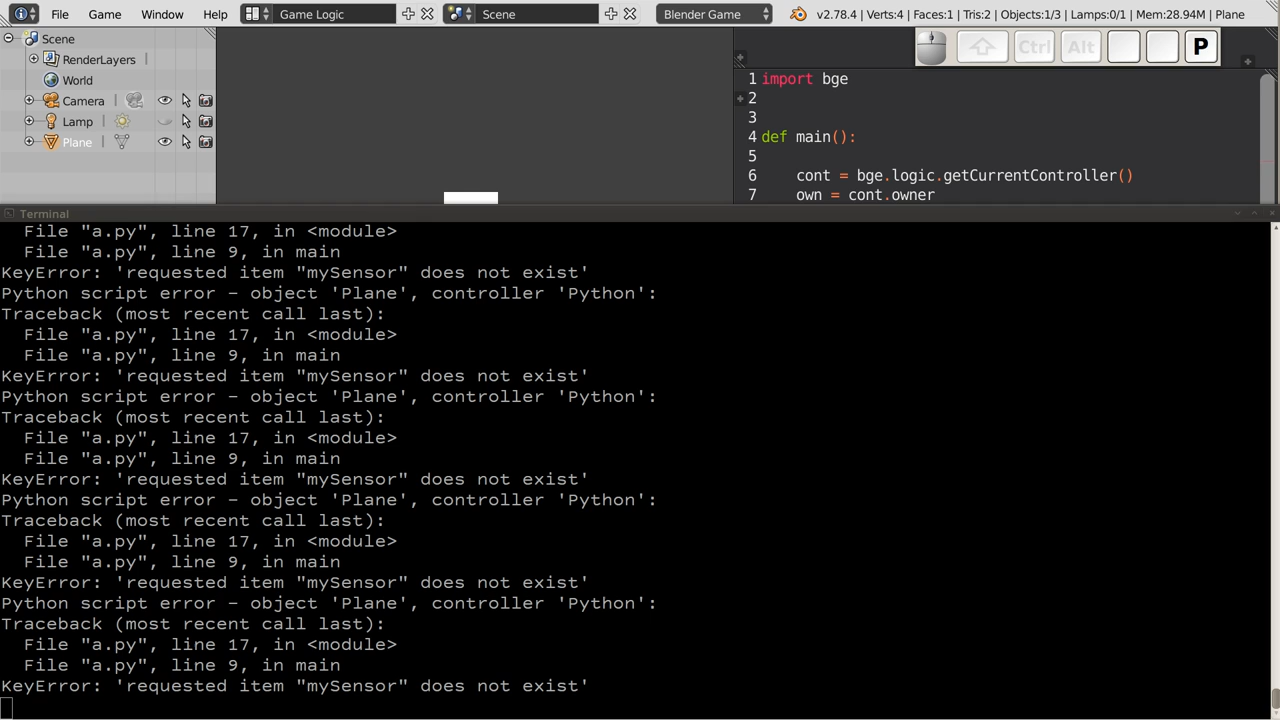 File Game Window Help Game Logic Scene Blender Game v2.78.4 | Verts:4 | Faces:1 | Tris:2 | Objects:1/3 | Lamps:0/1 | Mem:28.94M | Plane
Scene
RenderLayers
World
Camera
Lamp
Plane
Ctrl Alt P
1 import bge
2
3
4 def main():
5
6 cont = bge.logic.getCurrentController()
7 own = cont.owner
Terminal
File "a.py", line 17, in <module>
File "a.py", line 9, in main
KeyError: 'requested item "mySensor" does not exist'
Python script error - object 'Plane', controller 'Python':
Traceback (most recent call last):
File "a.py", line 17, in <module>
File "a.py", line 9, in main
KeyError: 'requested item "mySensor" does not exist'
Python script error - object 'Plane', controller 'Python':
Traceback (most recent call last):
File "a.py", line 17, in <module>
File "a.py", line 9, in main
KeyError: 'requested item "mySensor" does not exist'
Python script error - object 'Plane', controller 'Python':
Traceback (most recent call last):
File "a.py", line 17, in <module>
File "a.py", line 9, in main
KeyError: 'requested item "mySensor" does not exist'
Python script error - object 'Plane', controller 'Python':
Traceback (most recent call last):
File "a.py", line 17, in <module>
File "a.py", line 9, in main
KeyError: 'requested item "mySensor" does not exist'